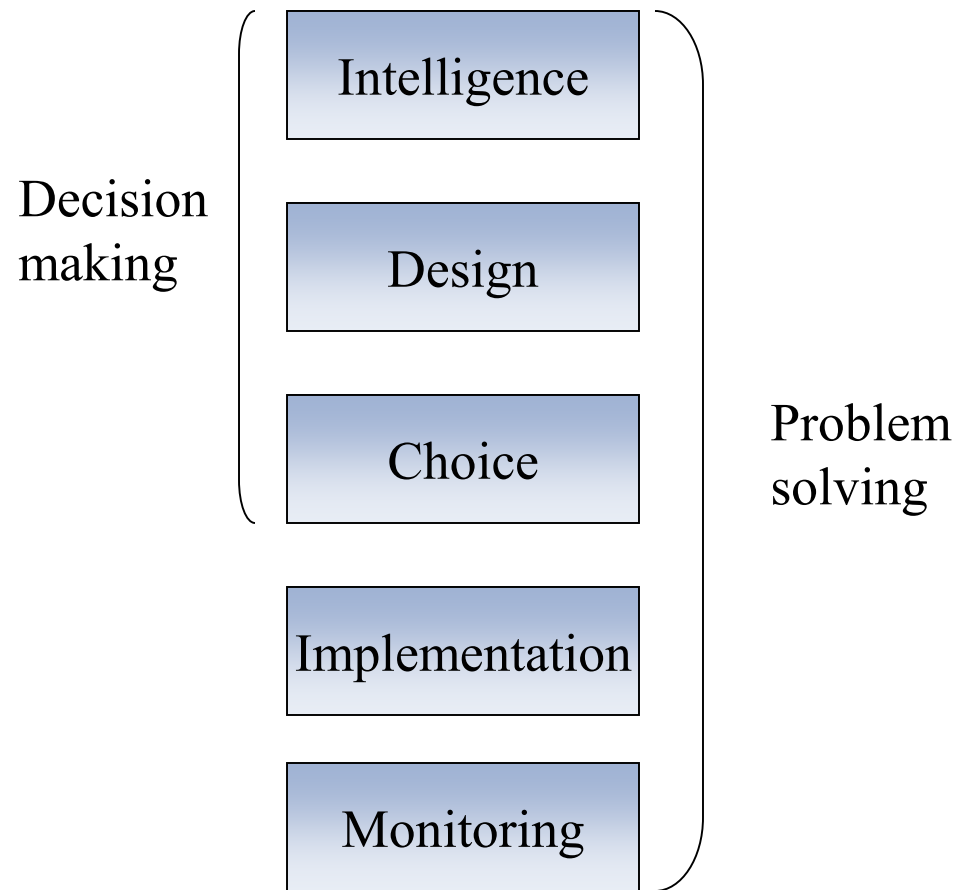 Intelligence
Decision
making
Design
Choice
Problem
solving
Implementation
Monitoring